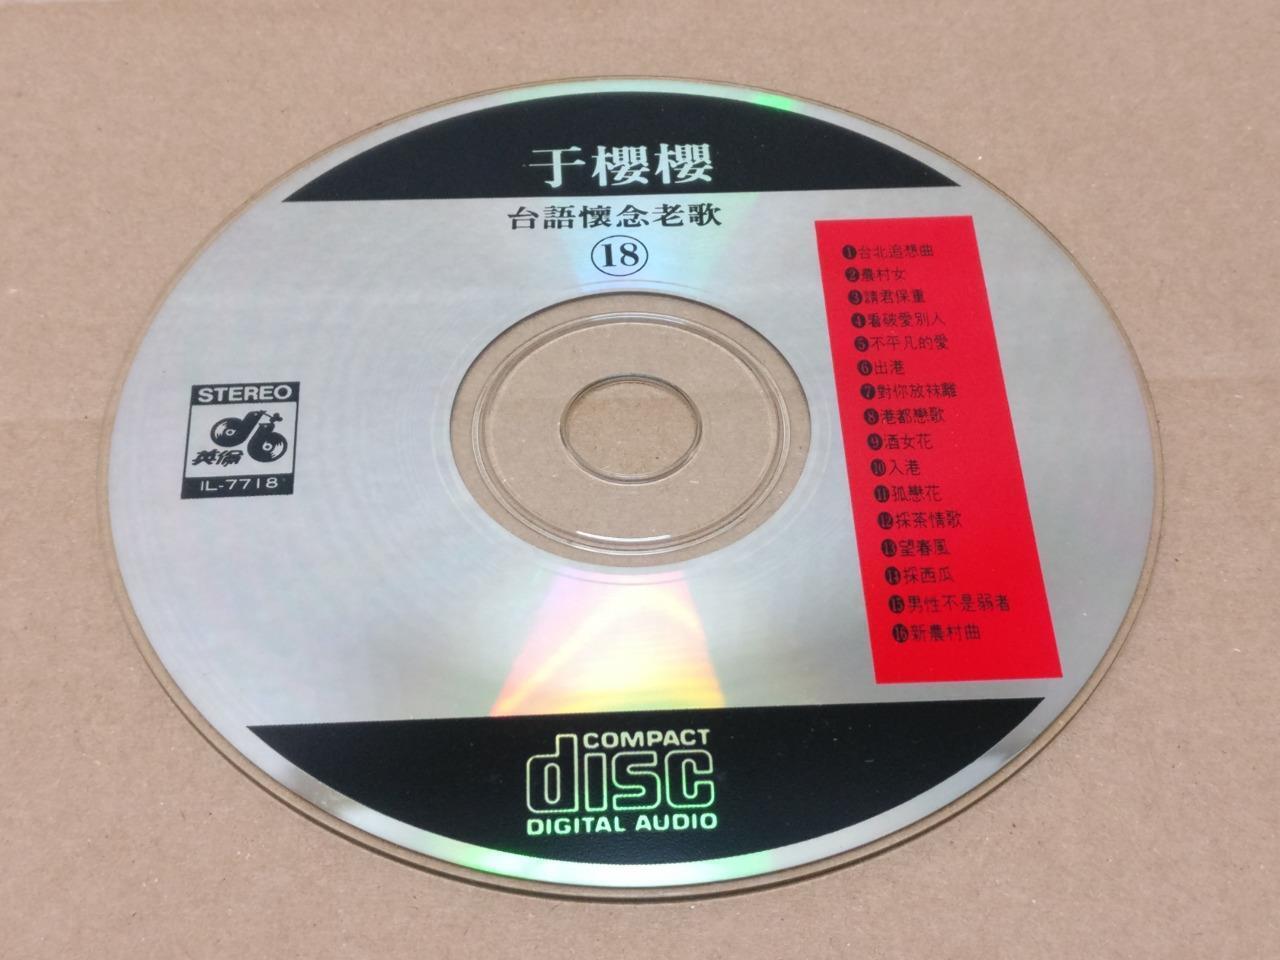 于櫻櫻
台語懷念老歌
18
STEREO
英倫
IL-7718
❶台北追想曲
❷農村女
❸請君保重
❹看破愛別人
❺不平凡的愛
❻出港
❼對你放袜離
❽港都戀歌
❾酒女花
❿入港
⓫孤戀花
⓬採茶情歌
⓭望春風
⓮採西瓜
⓯男性不是弱者
⓰新農村曲
COMPACT
disc
DIGITAL AUDIO